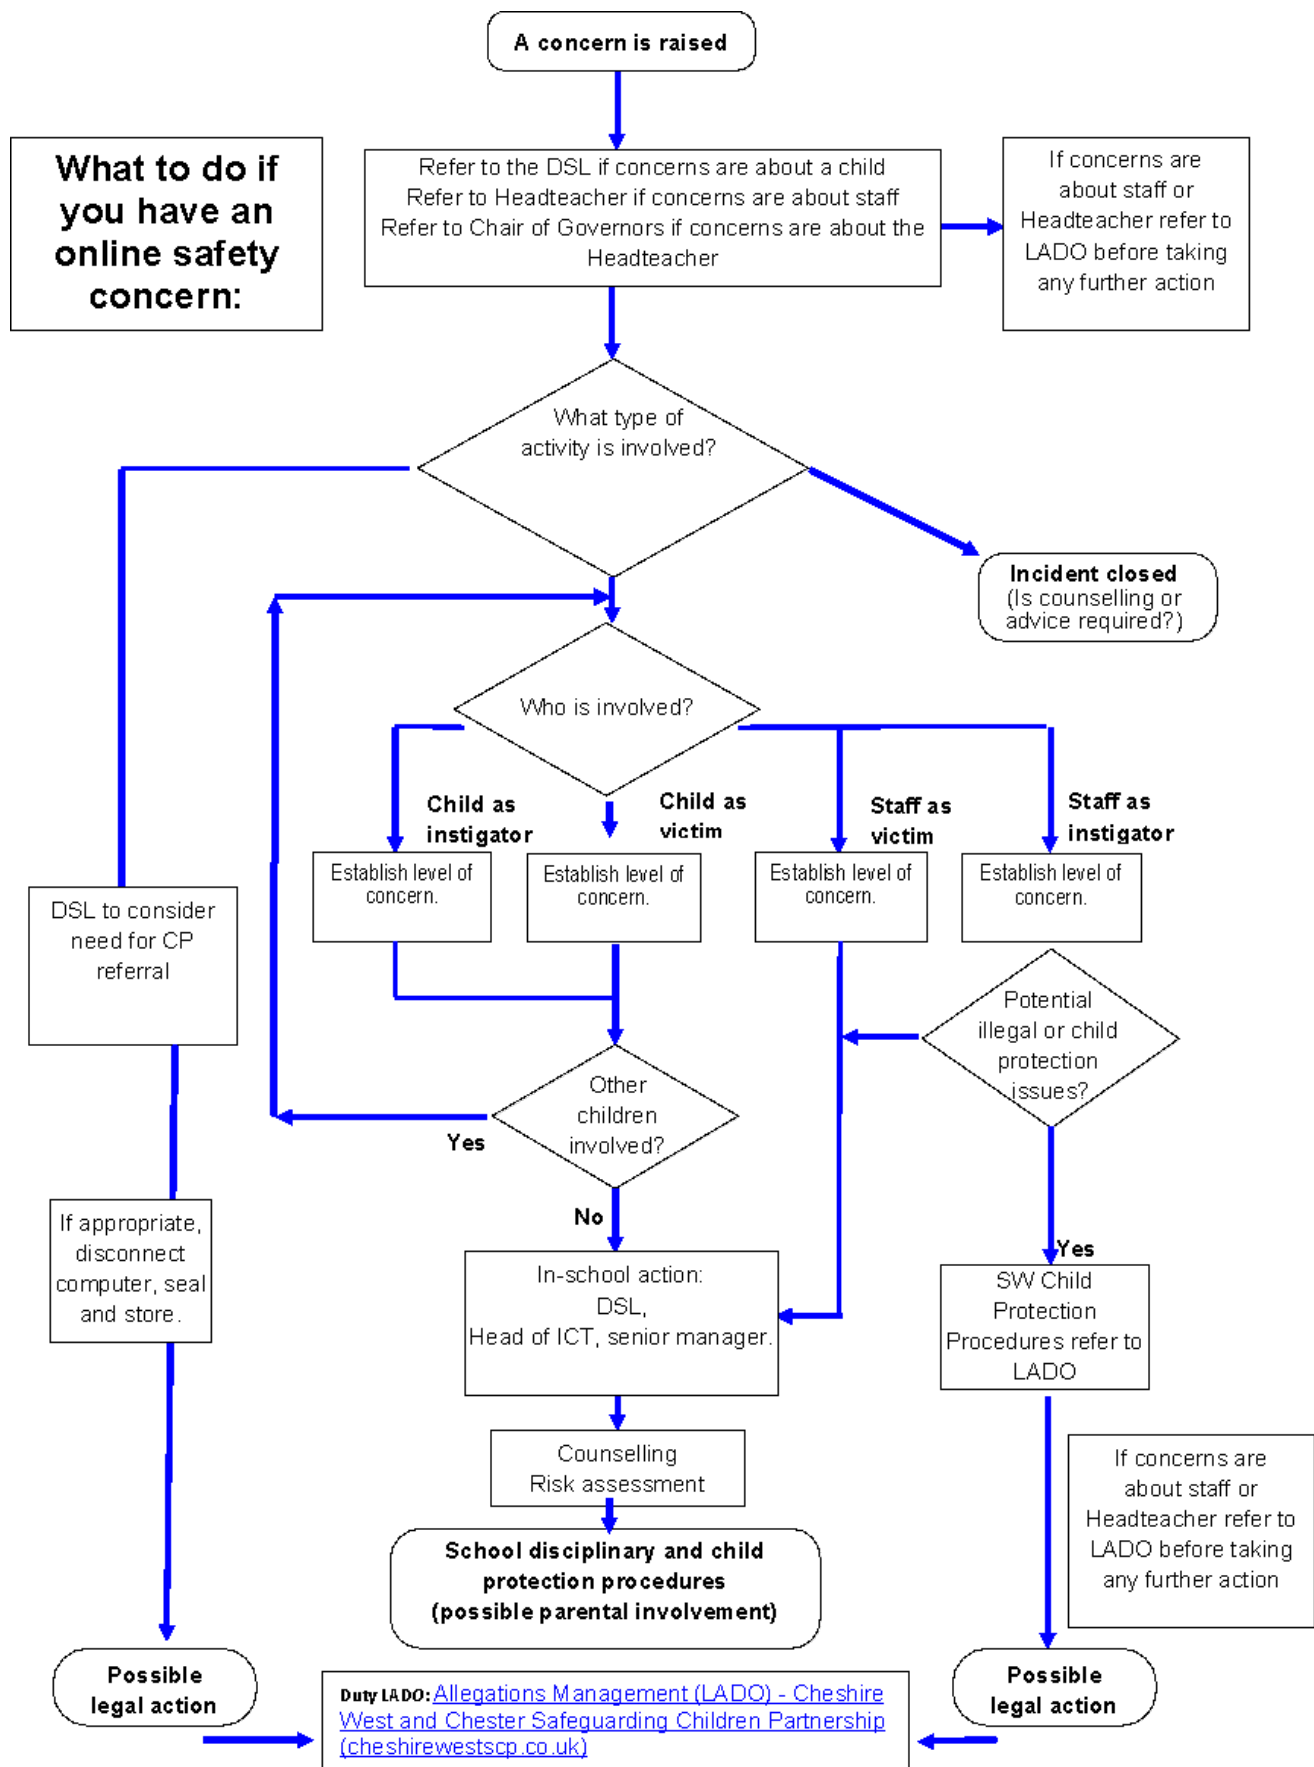 A concern is raised
What to do if
you have an
online safety
concern:
Refer to the DSL if concerns are about a child
Refer to Headteacher if concerns are about staff
Refer to Chair of Governors if concerns are about the
Headteacher
If concerns are
about staff or
Headteacher refer to
LADO before taking
any further action
What type of
activity is involved?
Incident closed
(Is counselling or
advice required?)
Who is involved?
Child as
instigator
Child as
victim
Staff as
victim
Staff as
instigator
Establish level of
concern.
Establish level of
concern.
Establish level of
concern.
Establish level of
concern.
DSL to consider
need for CP
referral
Potential
illegal or child
protection
issues?
Other
children
involved?
Yes
No
If appropriate,
disconnect
computer, seal
and store.
Yes
In-school action:
DSL,
Head of ICT, senior manager.
SW Child
Protection
Procedures refer to
LADO
Counselling
Risk assessment
If concerns are
about staff or
Headteacher refer to
LADO before taking
any further action
School disciplinary and child
protection procedures
(possible parental involvement)
Possible
legal action
Duty LADO: Allegations Management (LADO) - Cheshire
West and Chester Safeguarding Children Partnership
(cheshirewestscp.co.uk)
Possible
legal action